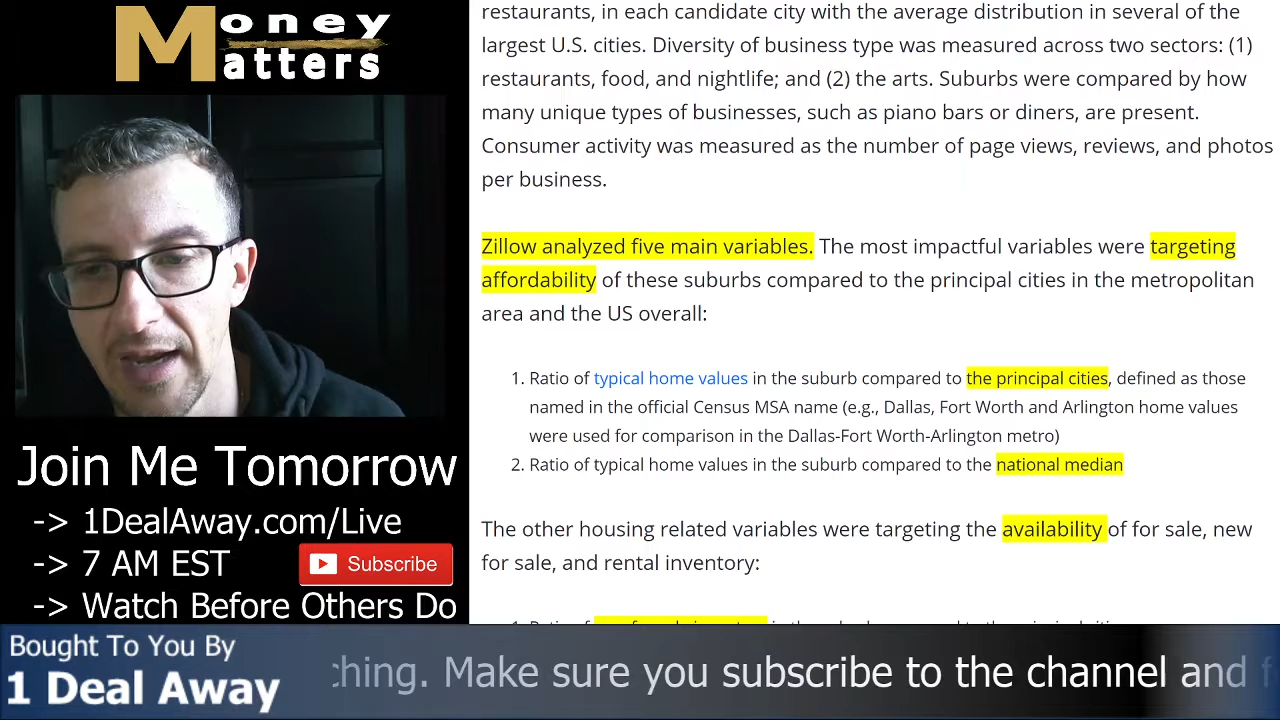 Money
Matters
restaurants, in each candidate city with the average distribution in several of the
largest U.S. cities. Diversity of business type was measured across two sectors: (1)
restaurants, food, and nightlife; and (2) the arts. Suburbs were compared by how
many unique types of businesses, such as piano bars or diners, are present.
Consumer activity was measured as the number of page views, reviews, and photos
per business.
Zillow analyzed five main variables. The most impactful variables were targeting
affordability of these suburbs compared to the principal cities in the metropolitan
area and the US overall:
1. Ratio of typical home values in the suburb compared to the principal cities, defined as those
named in the official Census MSA name (e.g., Dallas, Fort Worth and Arlington home values
were used for comparison in the Dallas-Fort Worth-Arlington metro)
2. Ratio of typical home values in the suburb compared to the national median
The other housing related variables were targeting the availability of for sale, new
for sale, and rental inventory:
Join Me Tomorrow
-> 1DealAway.com/Live
-> 7 AM EST
Subscribe
-> Watch Before Others Do
Bought To You By
1 Deal Away
ching. Make sure you subscribe to the channel and